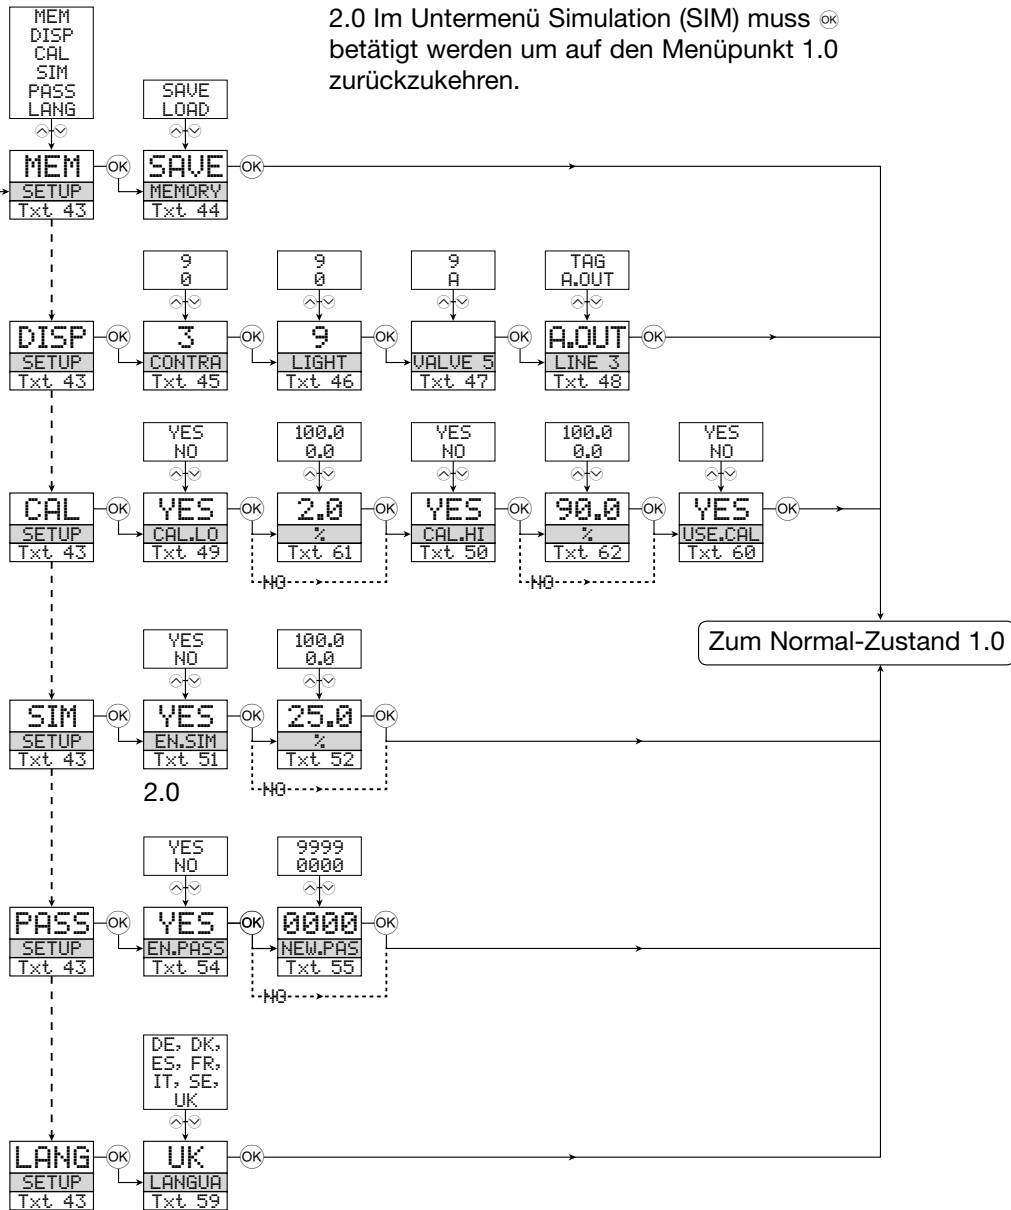 2.0 Im Untermenü Simulation (SIM) muss OK
betätigt werden um auf den Menüpunkt 1.0
zurückzukehren.
MEM
DISP
CAL
SIM
PASS
LANG
SAVE
LOAD
MEM OK SAVE OK
SETUP MEMORY
Txt 43 Txt 44
9 9 9 TAG
0 0 A A.OUT
DISP OK 3 OK 9 OK OK A.OUT OK
SETUP CONTRA LIGHT VALVE 5 LINE 3
Txt 43 Txt 45 Txt 46 Txt 47 Txt 48
YES 100.0 YES 100.0 YES
NO 0.0 NO 0.0 NO
CAL OK YES OK 2.0 OK YES OK 90.0 OK YES OK
SETUP CAL.LO % CAL.HI % USE.CAL
Txt 43 Txt 49 Txt 61 Txt 50 Txt 62 Txt 60
NO NO
Zum Normal-Zustand 1.0
YES 100.0
NO 0.0
SIM OK YES OK 25.0 OK
SETUP EN.SIM %
Txt 43 Txt 51 Txt 52
2.0 NO
YES 9999
NO 0000
PASS OK YES OK 0000 OK
SETUP EN.PASS NEW.PAS
Txt 43 Txt 54 Txt 55
NO
DE, DK,
ES, FR,
IT, SE,
UK
LANG OK UK OK
SETUP LANGUA
Txt 43 Txt 59